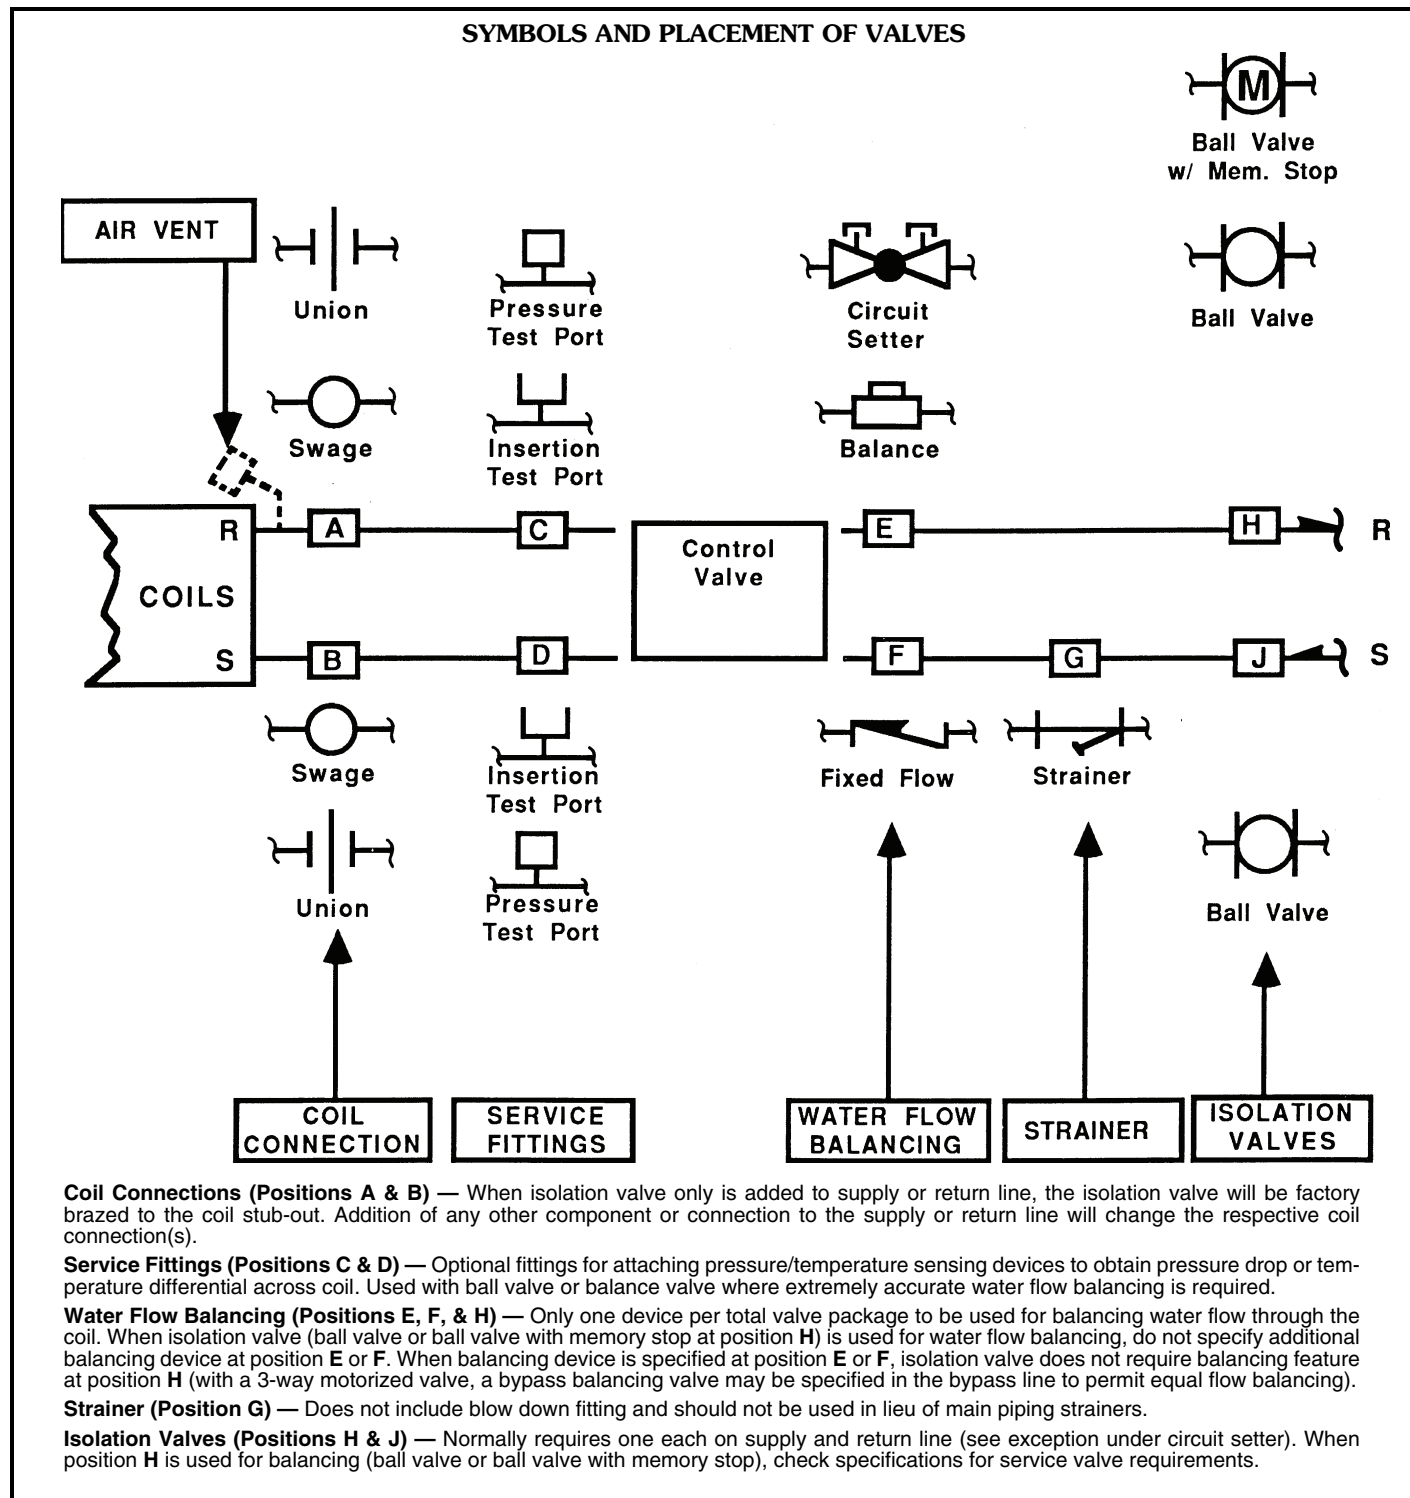 SYMBOLS AND PLACEMENT OF VALVES
M
Ball Valve
w/ Mem. Stop
AIR VENT
Union
Pressure
Test Port
Circuit
Setter
Ball Valve
Swage
Insertion
Test Port
Balance
R
A
C
Control
Valve
E
H
R
COILS
S
B
D
F
G
J
S
Swage
Insertion
Test Port
Fixed Flow
Strainer
Union
Pressure
Test Port
Ball Valve
COIL
CONNECTION
SERVICE
FITTINGS
WATER FLOW
BALANCING
STRAINER
ISOLATION
VALVES
Coil Connections (Positions A & B) — When isolation valve only is added to supply or return line, the isolation valve will be factory
brazed to the coil stub-out. Addition of any other component or connection to the supply or return line will change the respective coil
connection(s).
Service Fittings (Positions C & D) — Optional fittings for attaching pressure/temperature sensing devices to obtain pressure drop or tem-
perature differential across coil. Used with ball valve or balance valve where extremely accurate water flow balancing is required.
Water Flow Balancing (Positions E, F, & H) — Only one device per total valve package to be used for balancing water flow through the
coil. When isolation valve (ball valve or ball valve with memory stop at position H) is used for water flow balancing, do not specify additional
balancing device at position E or F. When balancing device is specified at position E or F, isolation valve does not require balancing feature
at position H (with a 3-way motorized valve, a bypass balancing valve may be specified in the bypass line to permit equal flow balancing).
Strainer (Position G) — Does not include blow down fitting and should not be used in lieu of main piping strainers.
Isolation Valves (Positions H & J) — Normally requires one each on supply and return line (see exception under circuit setter). When
position H is used for balancing (ball valve or ball valve with memory stop), check specifications for service valve requirements.